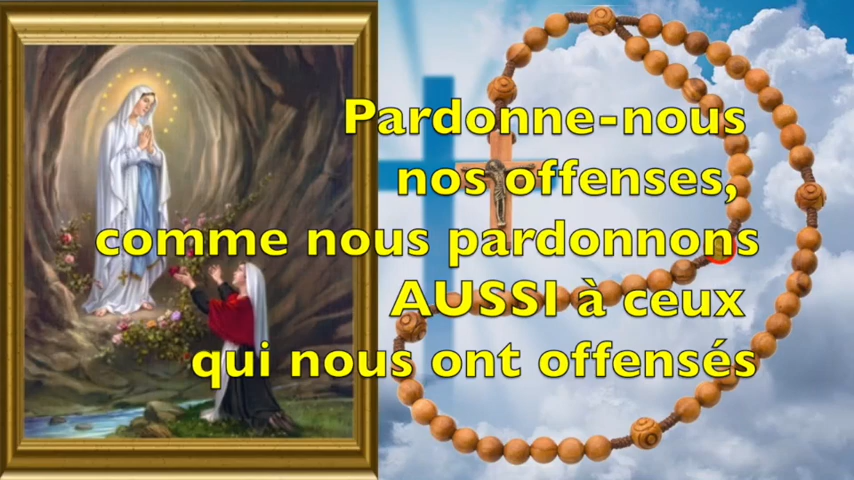 Pardonne-nous
nos offenses,
comme nous pardonnons
AUSSI à ceux
qui nous ont offensés